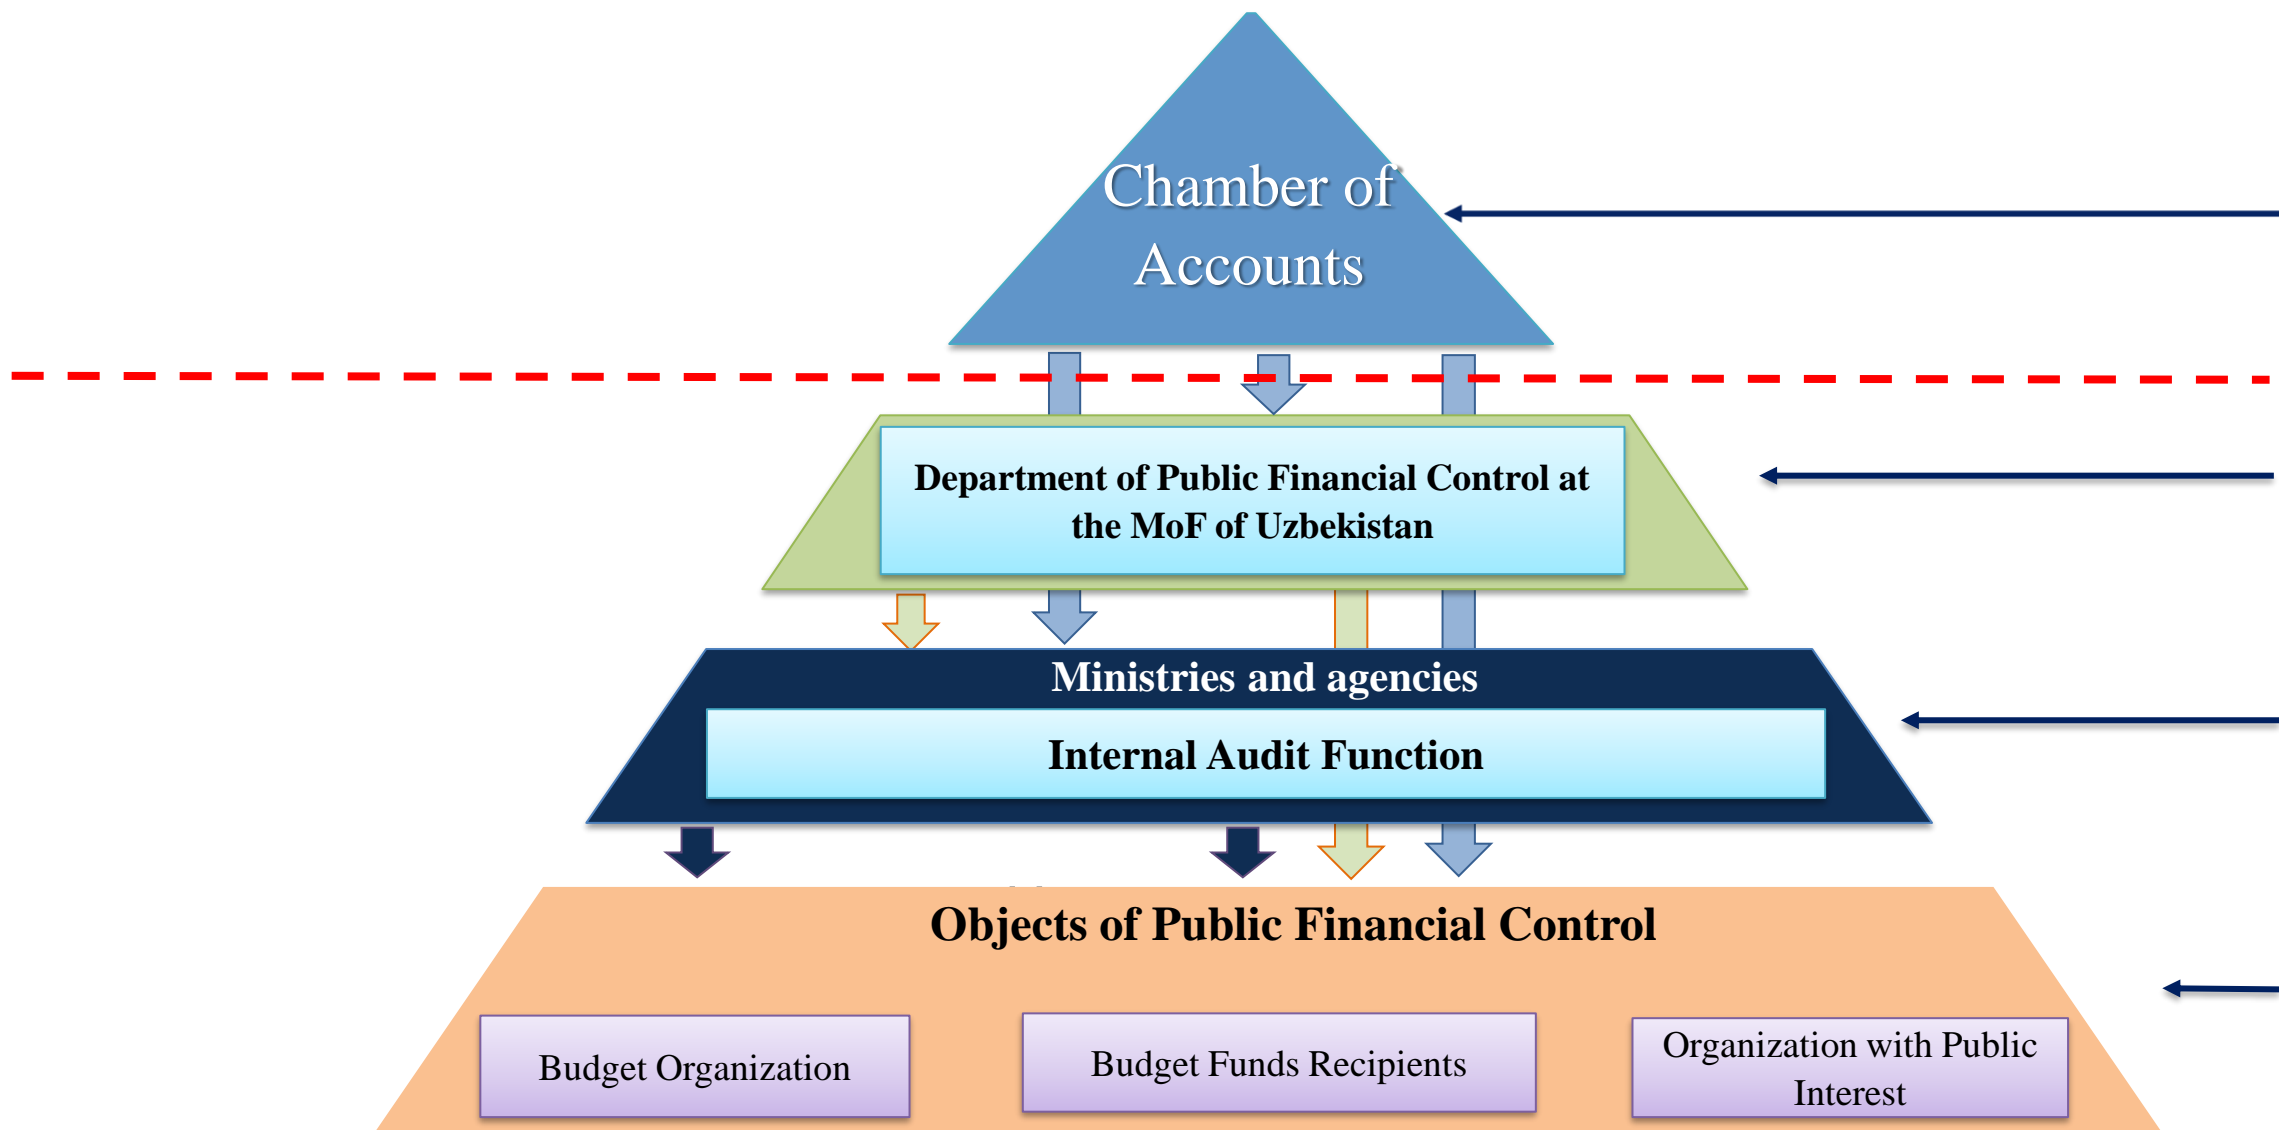 Chamber of
Accounts
Department of Public Financial Control at
the MoF of Uzbekistan
Ministries and agencies
Internal Audit Function
Objects of Public Financial Control
Budget Organization
Budget Funds Recipients
Organization with Public
Interest